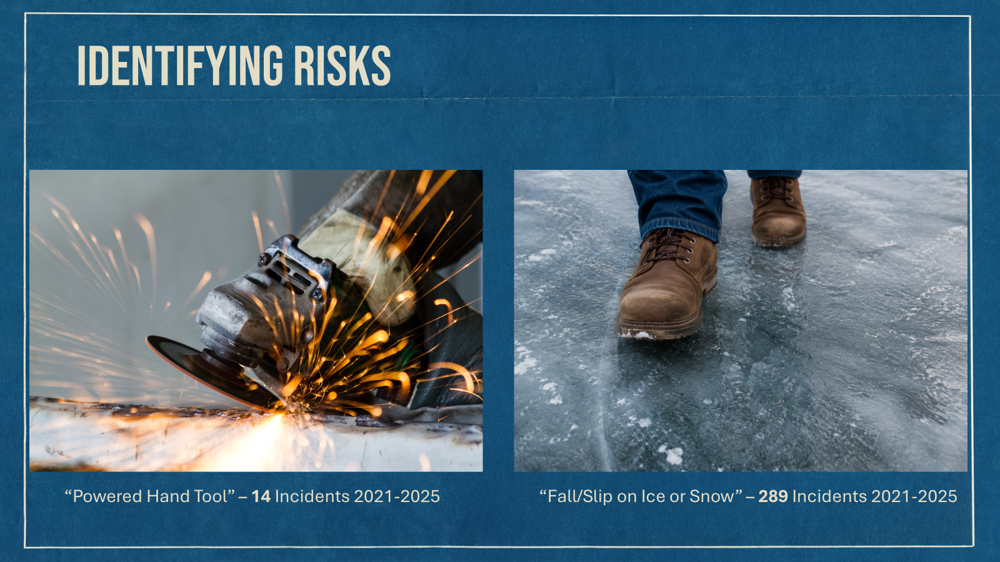 IDENTIFYING RISKS
“Powered Hand Tool” – 14 Incidents 2021-2025
“Fall/Slip on Ice or Snow” – 289 Incidents 2021-2025